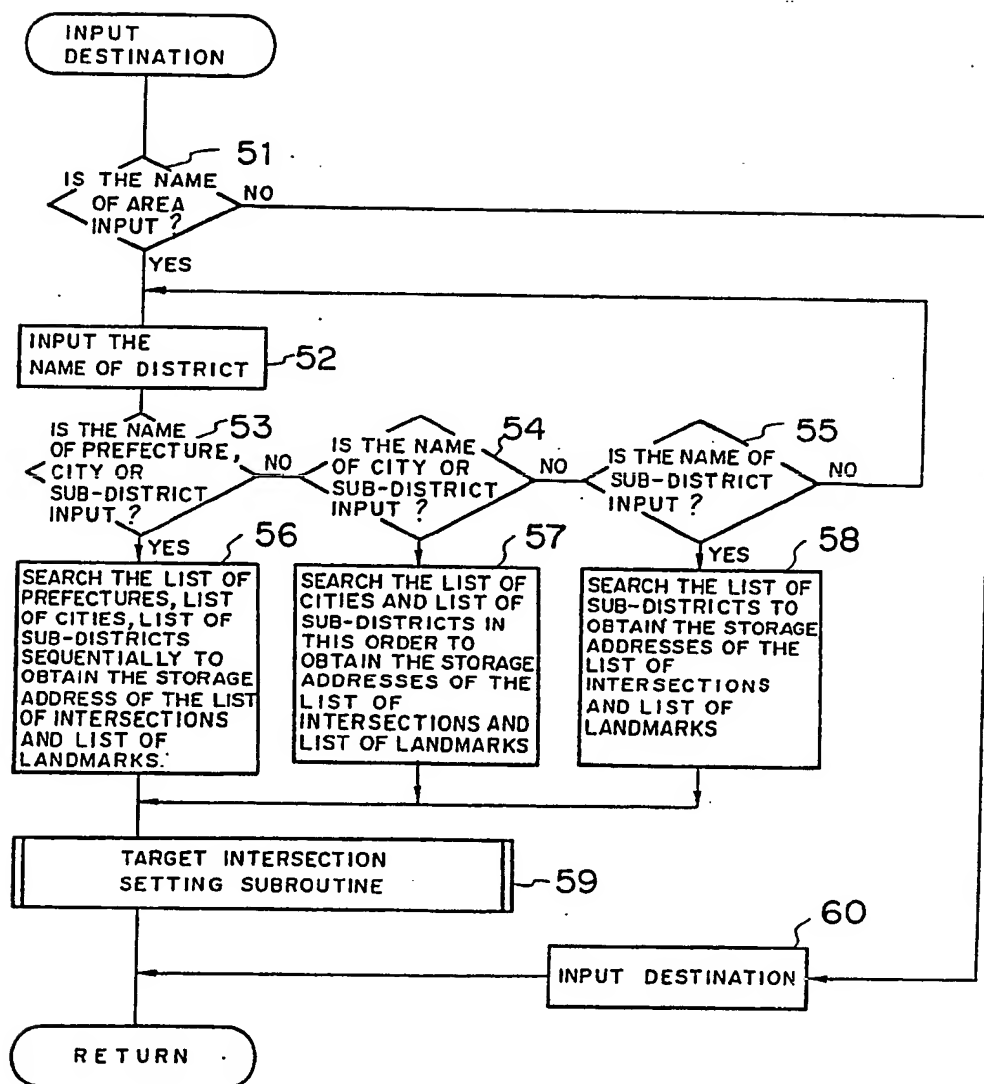 INPUT
DESTINATION
51
IS THE NAME
OF AREA
INPUT ?
NO
YES
INPUT THE
NAME OF DISTRICT
52
IS THE NAME
OF PREFECTURE,
CITY OR
SUB-DISTRICT
INPUT ?
53
NO
YES
IS THE NAME
OF CITY OR
SUB-DISTRICT
INPUT ?
54
NO
IS THE NAME OF
SUB-DISTRICT
INPUT ?
55
NO
YES
56
SEARCH THE LIST OF
PREFECTURES, LIST
OF CITIES, LIST OF
SUB-DISTRICTS
SEQUENTIALLY TO
OBTAIN THE STORAGE
ADDRESS OF THE LIST
OF INTERSECTIONS
AND LIST OF
LANDMARKS.
57
SEARCH THE LIST OF
CITIES AND LIST OF
SUB-DISTRICTS IN
THIS ORDER TO
OBTAIN THE STORAGE
ADDRESSES OF THE
LIST OF
INTERSECTIONS AND
LIST OF LANDMARKS
58
SEARCH THE LIST OF
SUB-DISTRICTS TO
OBTAIN THE STORAGE
ADDRESSES OF THE
LIST OF
INTERSECTIONS
AND LIST OF
LANDMARKS
TARGET INTERSECTION
SETTING SUBROUTINE
59
60
INPUT DESTINATION
RETURN